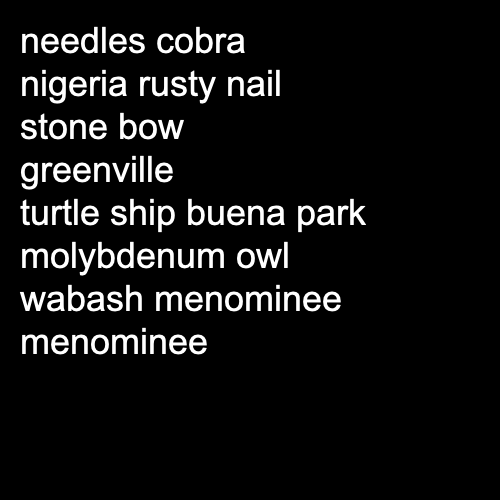 needles cobra
nigeria rusty nail
stone bow
greenville
turtle ship buena park
molybdenum owl
wabash menominee
menominee